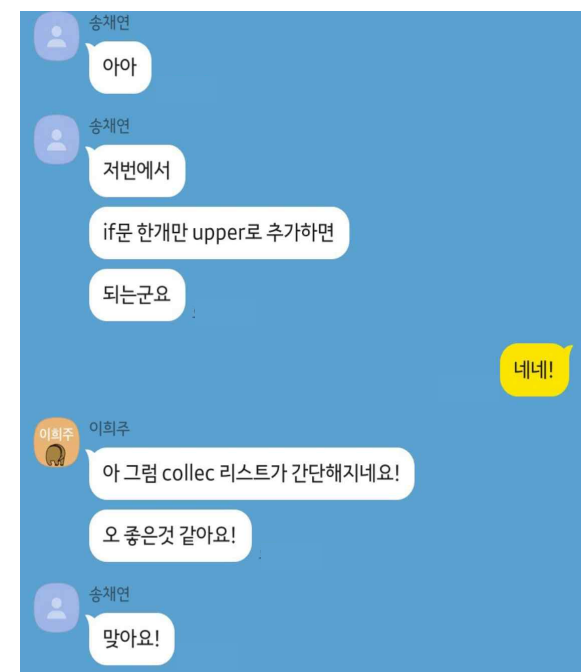 송채연
아아
송채연
저번에서
if문 한개만 upper로 추가하면
되는군요
네네!
이희주
이희주
아 그럼 collec 리스트가 간단해지네요!
오 좋은것 같아요!
송채연
맞아요!